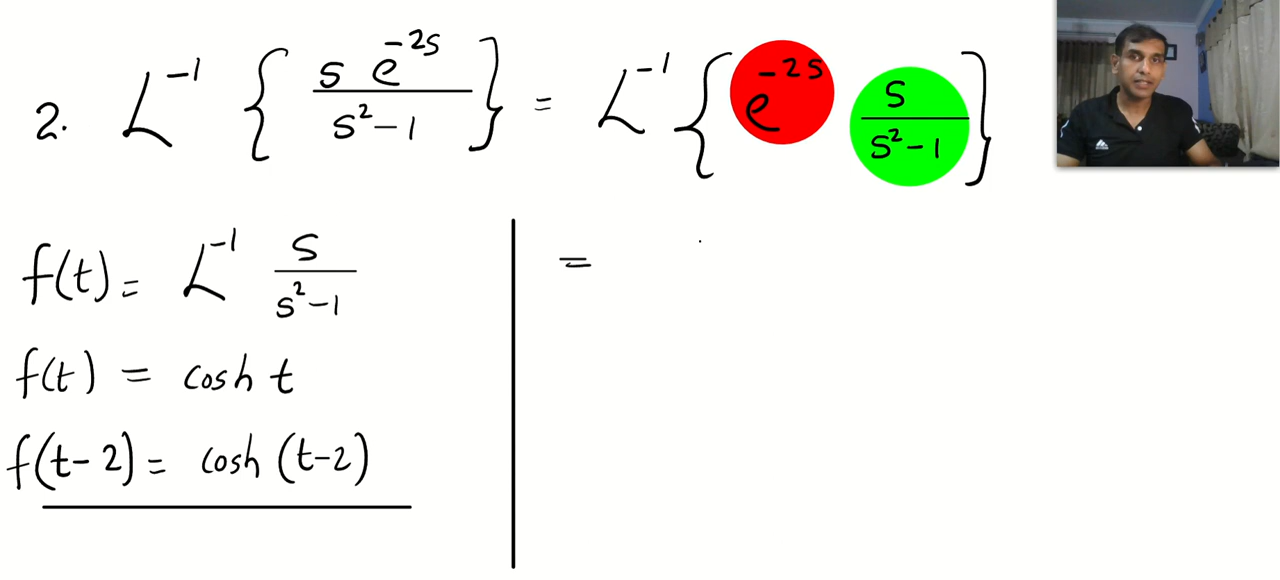 2. L⁻¹ { s e⁻²ˢ / s² − 1 } = L⁻¹ { e⁻²ˢ s / s² − 1 }
f(t) = L⁻¹ s / s² − 1
=
f(t) = cosh t
f(t−2) = cosh (t−2)